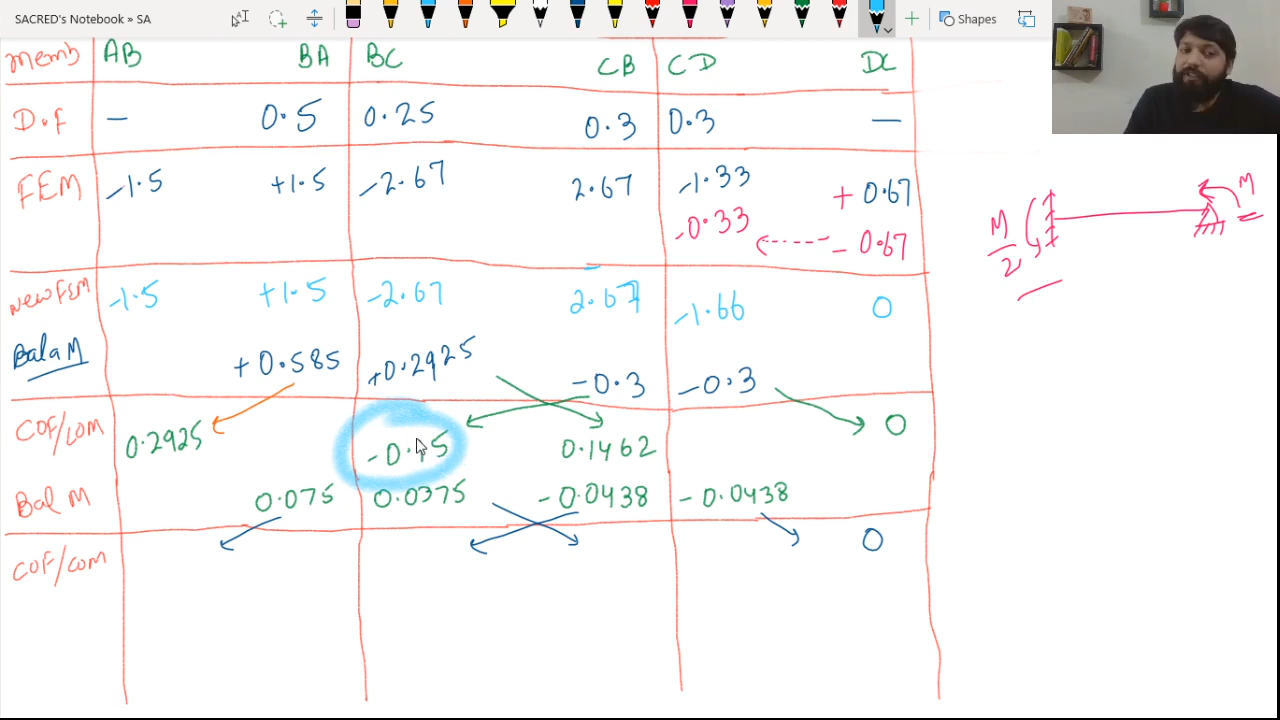 SACRED's Notebook » SA
Shapes
Memb AB BA BC CB CD DC
D.f — 0.5 0.25 0.3 0.3 —
FEM -1.5 +1.5 -2.67 2.67 -1.33 + 0.67
-0.33 - 0.67
New FEM -1.5 +1.5 -2.67 2.67 -1.66 0
Bala M +0.585 +0.2925 -0.3 -0.3
COF/COM 0.2925 -0.15 0.1462 0
Bal M 0.075 0.0375 -0.0438 -0.0438
COF/COM 0
M
M/2